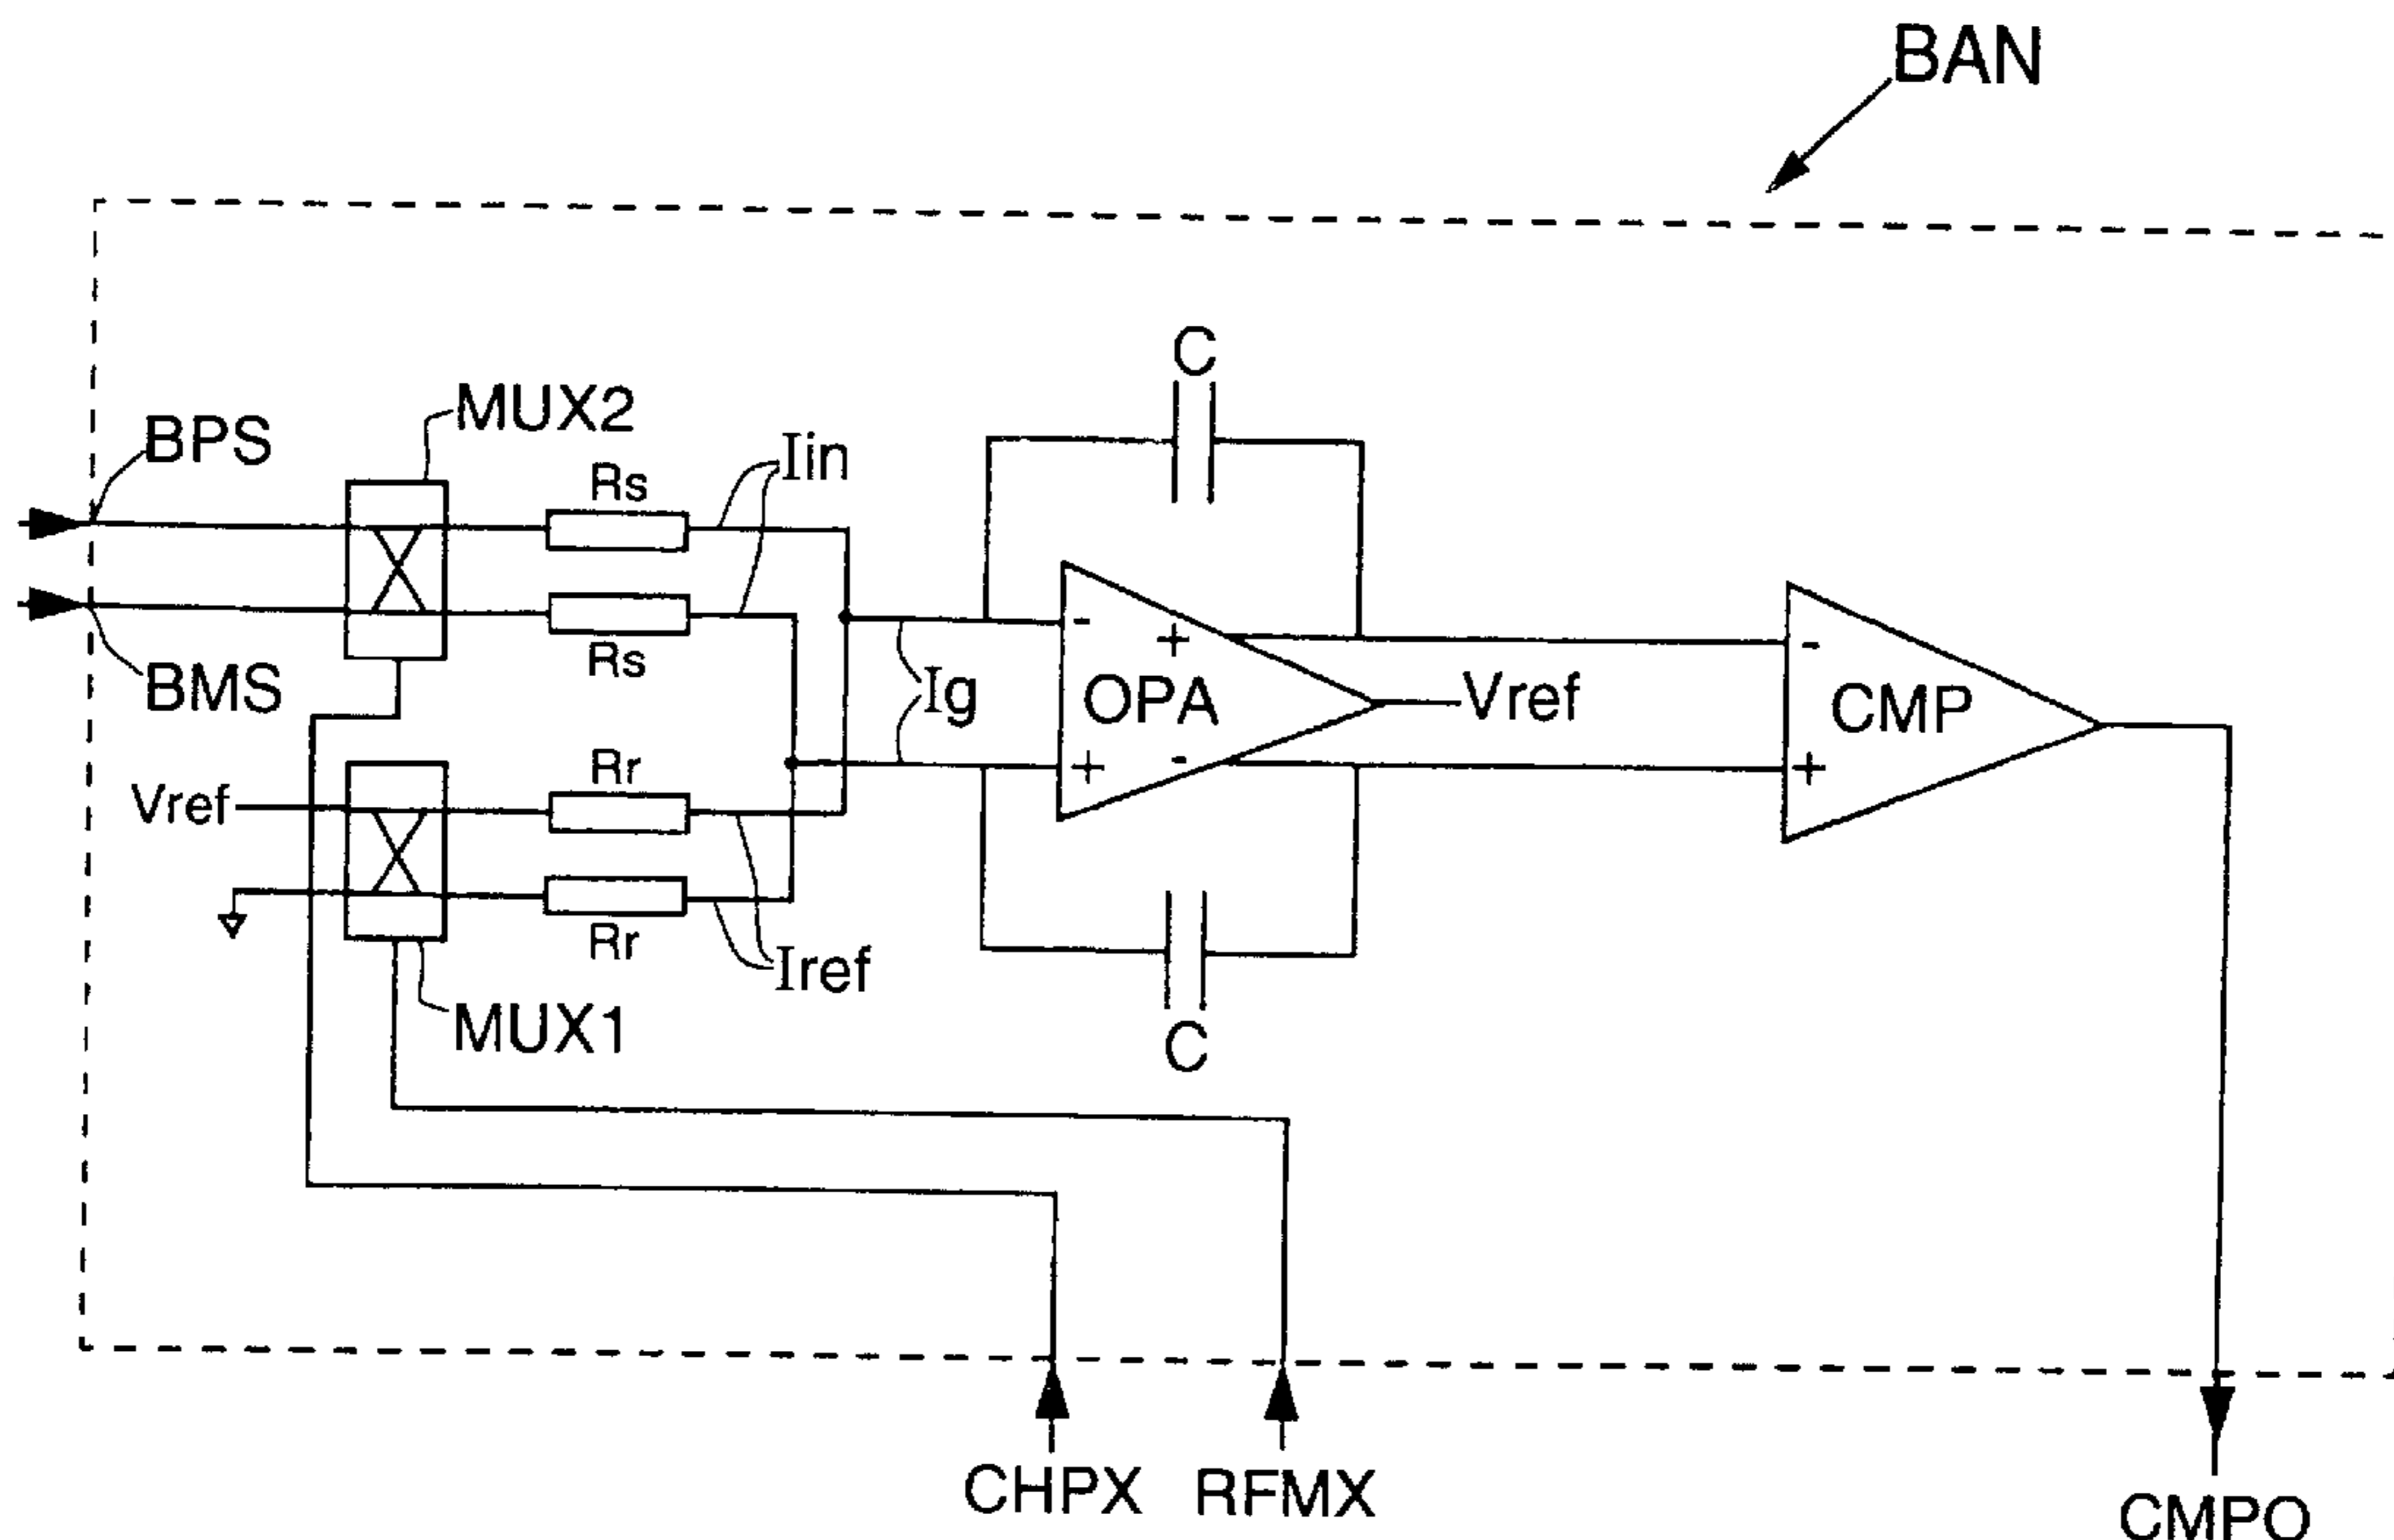 BAN
C
MUX2
BPS
Iin
Rs
Rs
BMS
- + OPA + -
Vref
- CMP +
Ig
Rr
Vref
Rr
Iref
MUX1
C
CHPX
RFMX
CMPO